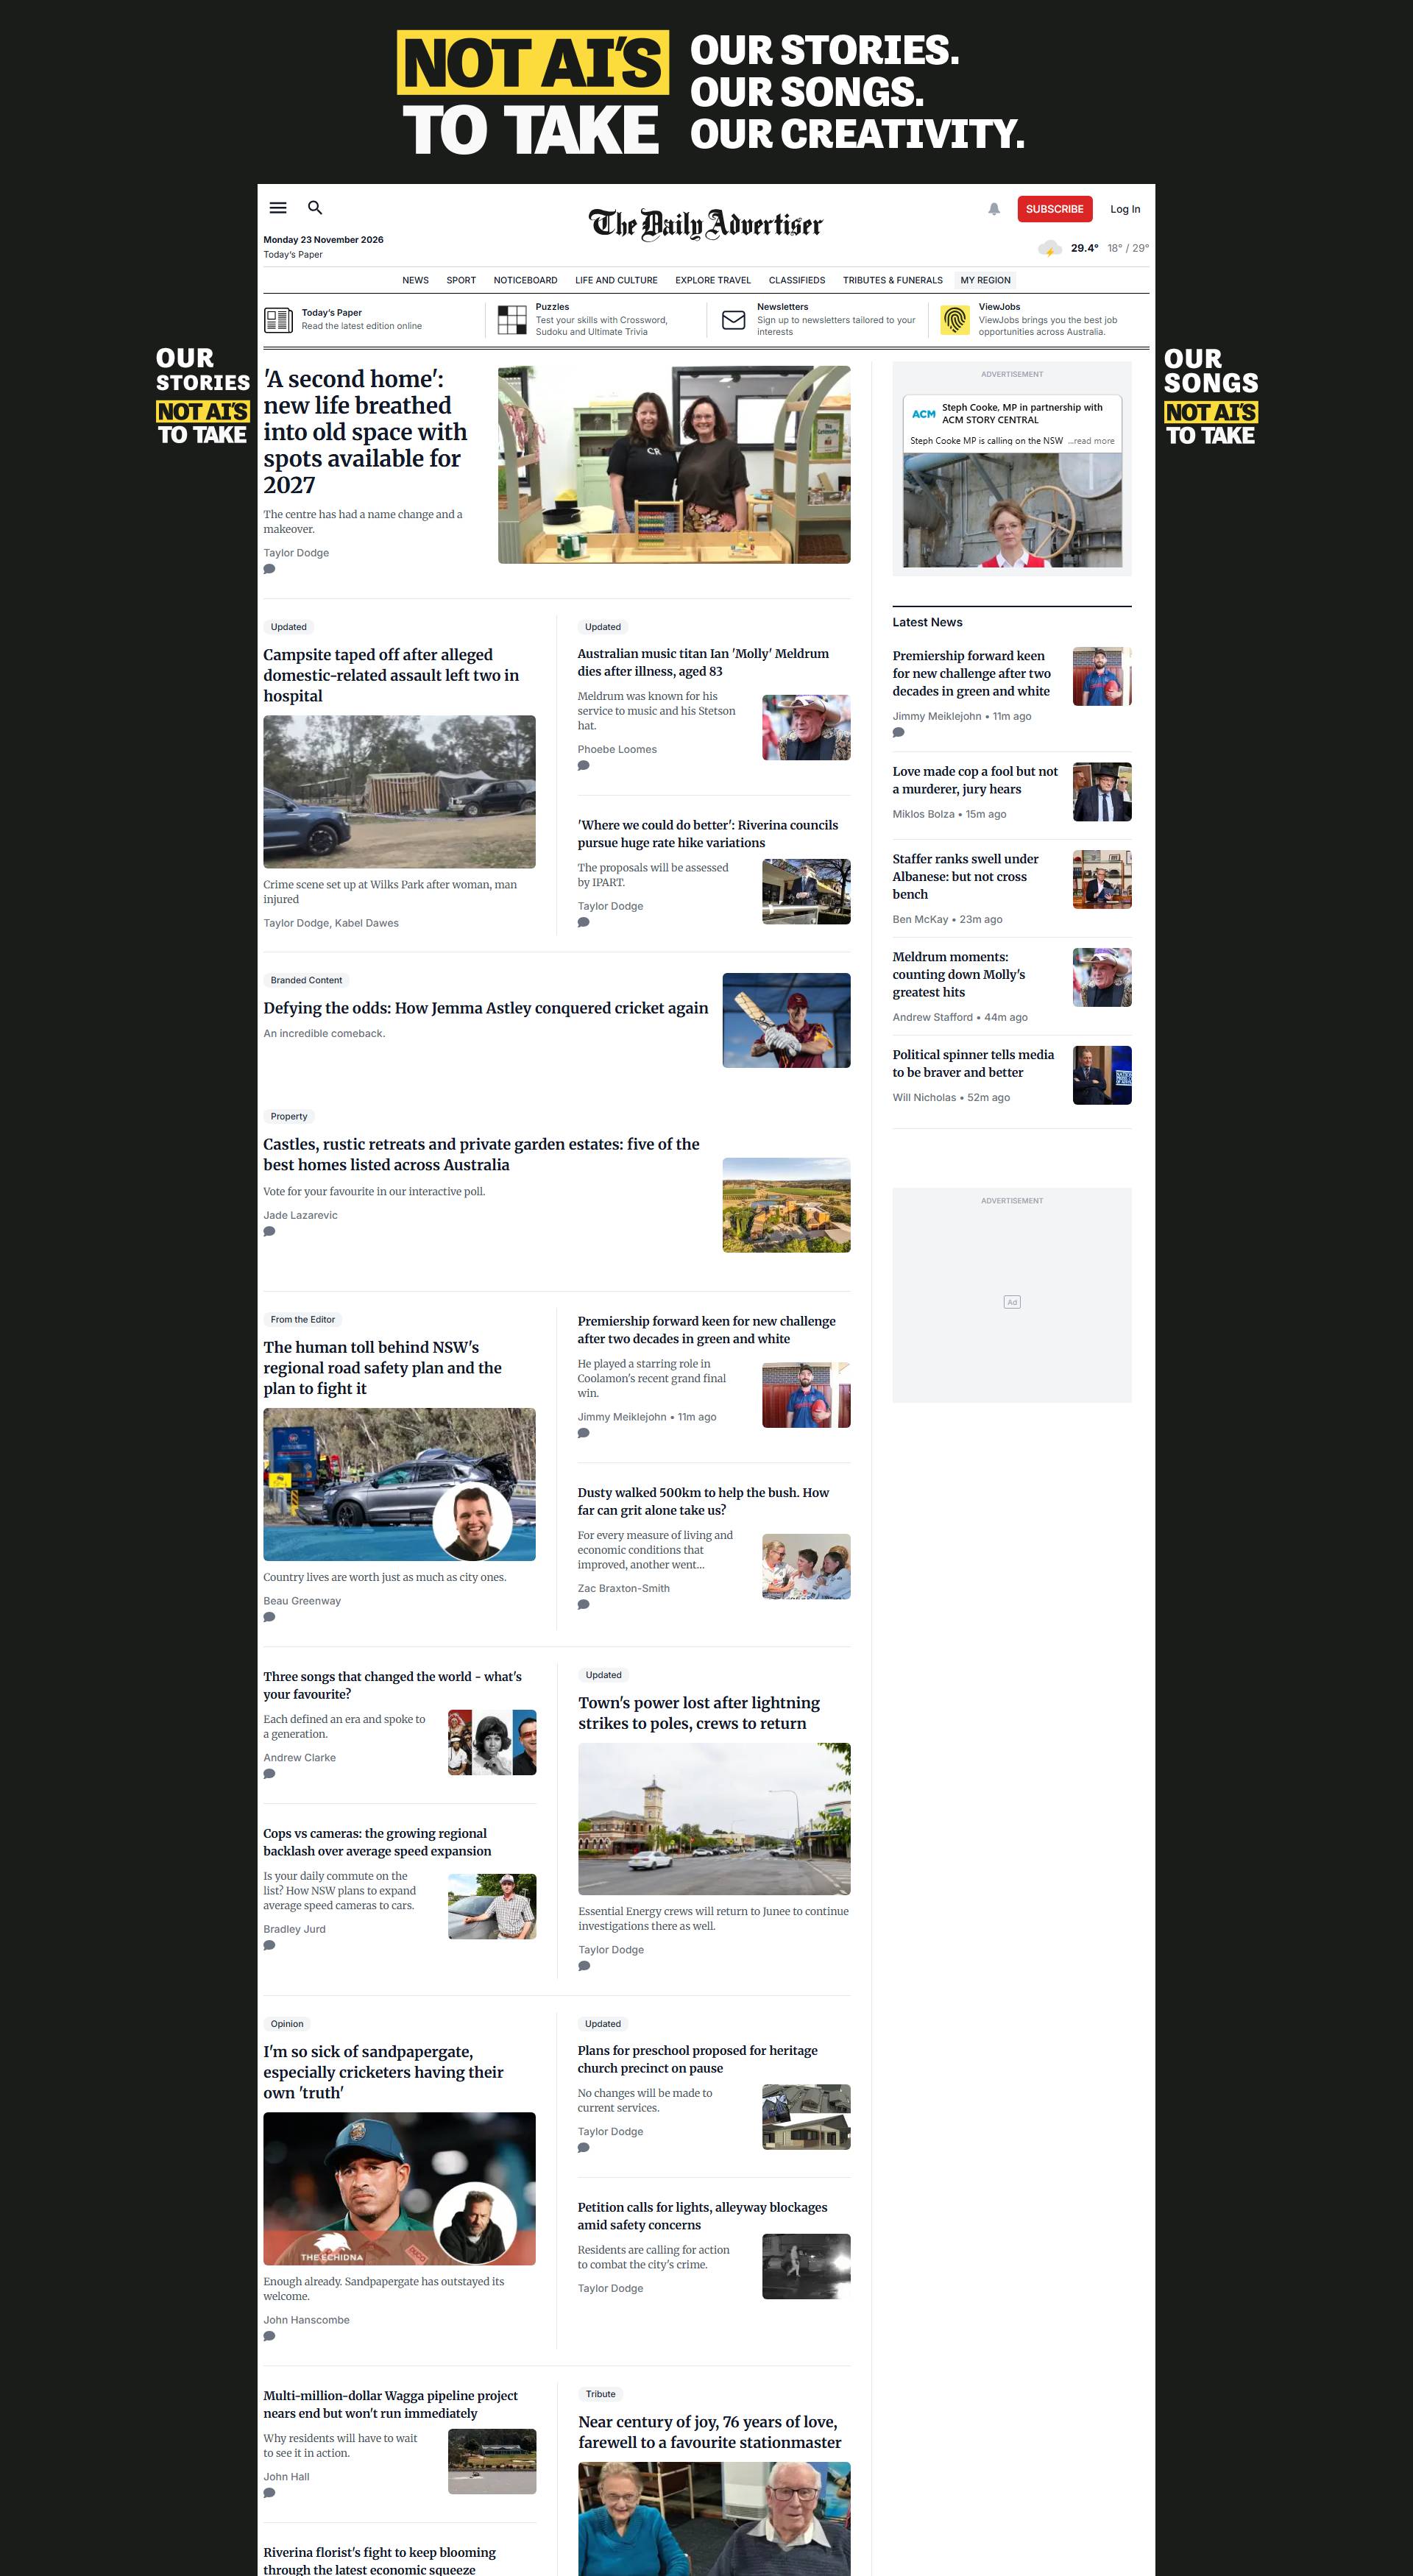 NOT AI'S
TO TAKE
OUR STORIES.
OUR SONGS.
OUR CREATIVITY.
SUBSCRIBE
Log In
The Daily Advertiser
Monday 23 November 2026
Today's Paper
29.4° 18° / 29°
NEWS SPORT NOTICEBOARD LIFE AND CULTURE EXPLORE TRAVEL CLASSIFIEDS TRIBUTES & FUNERALS MY REGION
Today's Paper
Read the latest edition online
Puzzles
Test your skills with Crossword,
Sudoku and Ultimate Trivia
Newsletters
Sign up to newsletters tailored to your
interests
ViewJobs
ViewJobs brings you the best job
opportunities across Australia.
OUR
STORIES
NOT AI'S
TO TAKE
OUR
SONGS
NOT AI'S
TO TAKE
'A second home':
new life breathed
into old space with
spots available for
2027
The centre has had a name change and a
makeover.
Taylor Dodge
CR
ADVERTISEMENT
ACM
Steph Cooke, MP in partnership with
ACM STORY CENTRAL
Steph Cooke MP is calling on the NSW ...read more
Updated
Campsite taped off after alleged
domestic-related assault left two in
hospital
Crime scene set up at Wilks Park after woman, man
injured
Taylor Dodge, Kabel Dawes
Updated
Australian music titan Ian 'Molly' Meldrum
dies after illness, aged 83
Meldrum was known for his
service to music and his Stetson
hat.
Phoebe Loomes
'Where we could do better': Riverina councils
pursue huge rate hike variations
The proposals will be assessed
by IPART.
Taylor Dodge
Latest News
Premiership forward keen
for new challenge after two
decades in green and white
Jimmy Meiklejohn • 11m ago
Love made cop a fool but not
a murderer, jury hears
Miklos Bolza • 15m ago
Staffer ranks swell under
Albanese: but not cross
bench
Ben McKay • 23m ago
Meldrum moments:
counting down Molly's
greatest hits
Andrew Stafford • 44m ago
Political spinner tells media
to be braver and better
Will Nicholas • 52m ago
Branded Content
Defying the odds: How Jemma Astley conquered cricket again
An incredible comeback.
Property
Castles, rustic retreats and private garden estates: five of the
best homes listed across Australia
Vote for your favourite in our interactive poll.
Jade Lazarevic
ADVERTISEMENT
Ad
From the Editor
The human toll behind NSW's
regional road safety plan and the
plan to fight it
Country lives are worth just as much as city ones.
Beau Greenway
Premiership forward keen for new challenge
after two decades in green and white
He played a starring role in
Coolamon's recent grand final
win.
Jimmy Meiklejohn • 11m ago
Dusty walked 500km to help the bush. How
far can grit alone take us?
For every measure of living and
economic conditions that
improved, another went...
Zac Braxton-Smith
Three songs that changed the world - what's
your favourite?
Each defined an era and spoke to
a generation.
Andrew Clarke
Cops vs cameras: the growing regional
backlash over average speed expansion
Is your daily commute on the
list? How NSW plans to expand
average speed cameras to cars.
Bradley Jurd
Updated
Town's power lost after lightning
strikes to poles, crews to return
Essential Energy crews will return to Junee to continue
investigations there as well.
Taylor Dodge
Opinion
I'm so sick of sandpapergate,
especially cricketers having their
own 'truth'
THE ECHIDNA
Enough already. Sandpapergate has outstayed its
welcome.
John Hanscombe
Updated
Plans for preschool proposed for heritage
church precinct on pause
No changes will be made to
current services.
Taylor Dodge
Petition calls for lights, alleyway blockages
amid safety concerns
Residents are calling for action
to combat the city's crime.
Taylor Dodge
Multi-million-dollar Wagga pipeline project
nears end but won't run immediately
Why residents will have to wait
to see it in action.
John Hall
Riverina florist's fight to keep blooming
through the latest economic squeeze
Tribute
Near century of joy, 76 years of love,
farewell to a favourite stationmaster